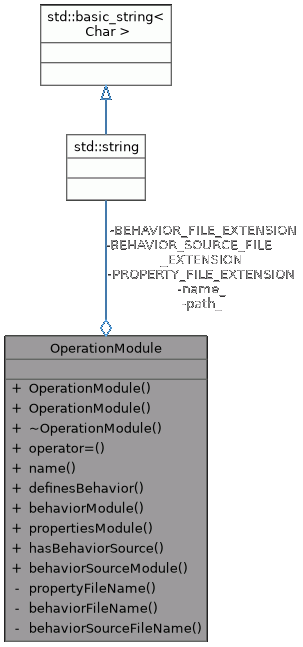 std::basic_string<
Char >
std::string
-BEHAVIOR_FILE_EXTENSION
-BEHAVIOR_SOURCE_FILE
_EXTENSION
-PROPERTY_FILE_EXTENSION
-name_
-path_
OperationModule
+ OperationModule()
+ OperationModule()
+ ~OperationModule()
+ operator=()
+ name()
+ definesBehavior()
+ behaviorModule()
+ propertiesModule()
+ hasBehaviorSource()
+ behaviorSourceModule()
- propertyFileName()
- behaviorFileName()
- behaviorSourceFileName()